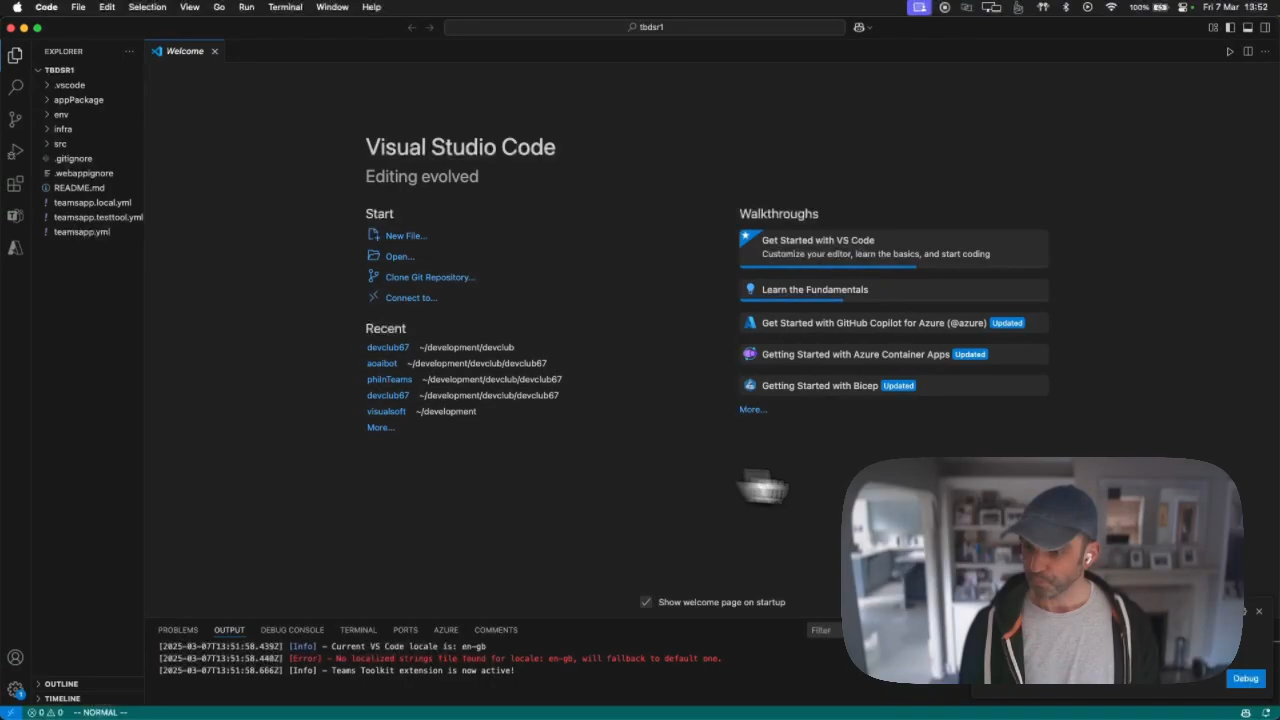 Code File Edit Selection View Go Run Terminal Window Help 100% Fri 7 Mar 13:52
tbdsr1
EXPLORER
Welcome
TBDSR1
.vscode
appPackage
env
infra
src
.gitignore
.webappignore
README.md
teamsapp.local.yml
teamsapp.testtool.yml
teamsapp.yml
Visual Studio Code
Editing evolved
Start
New File...
Open...
Clone Git Repository...
Connect to...
Recent
devclub67 ~/development/devclub
aoaibot ~/development/devclub/devclub67
philnTeams ~/development/devclub/devclub67
devclub67 ~/development/devclub/devclub67
visualsoft ~/development
More...
Walkthroughs
Get Started with VS Code
Customize your editor, learn the basics, and start coding
Learn the Fundamentals
Get Started with GitHub Copilot for Azure (@azure) Updated
Getting Started with Azure Container Apps Updated
Getting Started with Bicep Updated
More...
Show welcome page on startup
PROBLEMS OUTPUT DEBUG CONSOLE TERMINAL PORTS AZURE COMMENTS Filter
[2025-03-07T13:51:58.439Z] [Info] - Current VS Code locale is: en-gb
[2025-03-07T13:51:58.440Z] [Error] - No localized strings file found for locale: en-gb, will fallback to default one.
[2025-03-07T13:51:58.666Z] [Info] - Teams Toolkit extension is now active!
Debug
OUTLINE
TIMELINE
0 0 -- NORMAL --